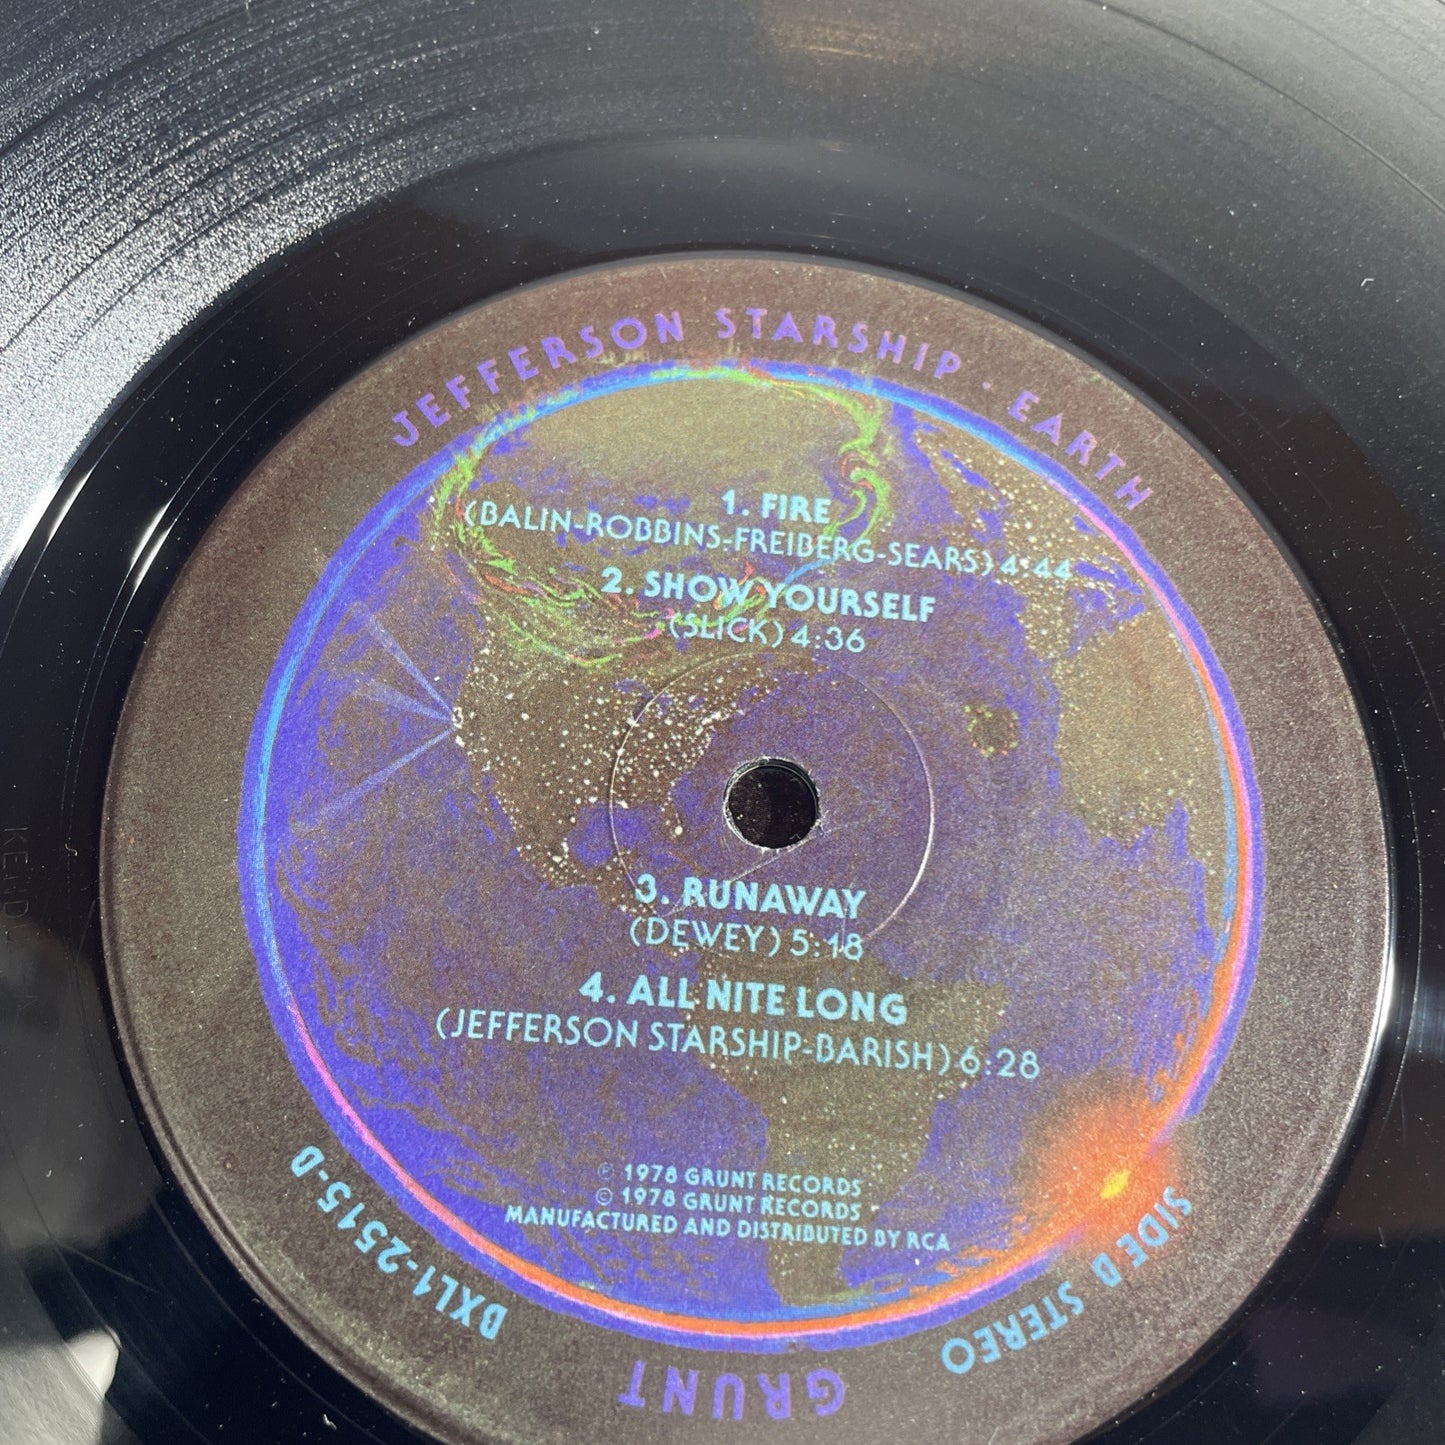 JEFFERSON STARSHIP · EARTH
1. FIRE
(BALIN-ROBBINS-FREIBERG-SEARS) 4:44
2. SHOW YOURSELF
(SLICK) 4:36
3. RUNAWAY
(DEWEY) 5:18
4. ALL NITE LONG
(JEFFERSON STARSHIP-BARISH) 6:28
℗ 1978 GRUNT RECORDS
© 1978 GRUNT RECORDS
MANUFACTURED AND DISTRIBUTED BY RCA
DXL1-2515-D
GRUNT
SIDE D STEREO